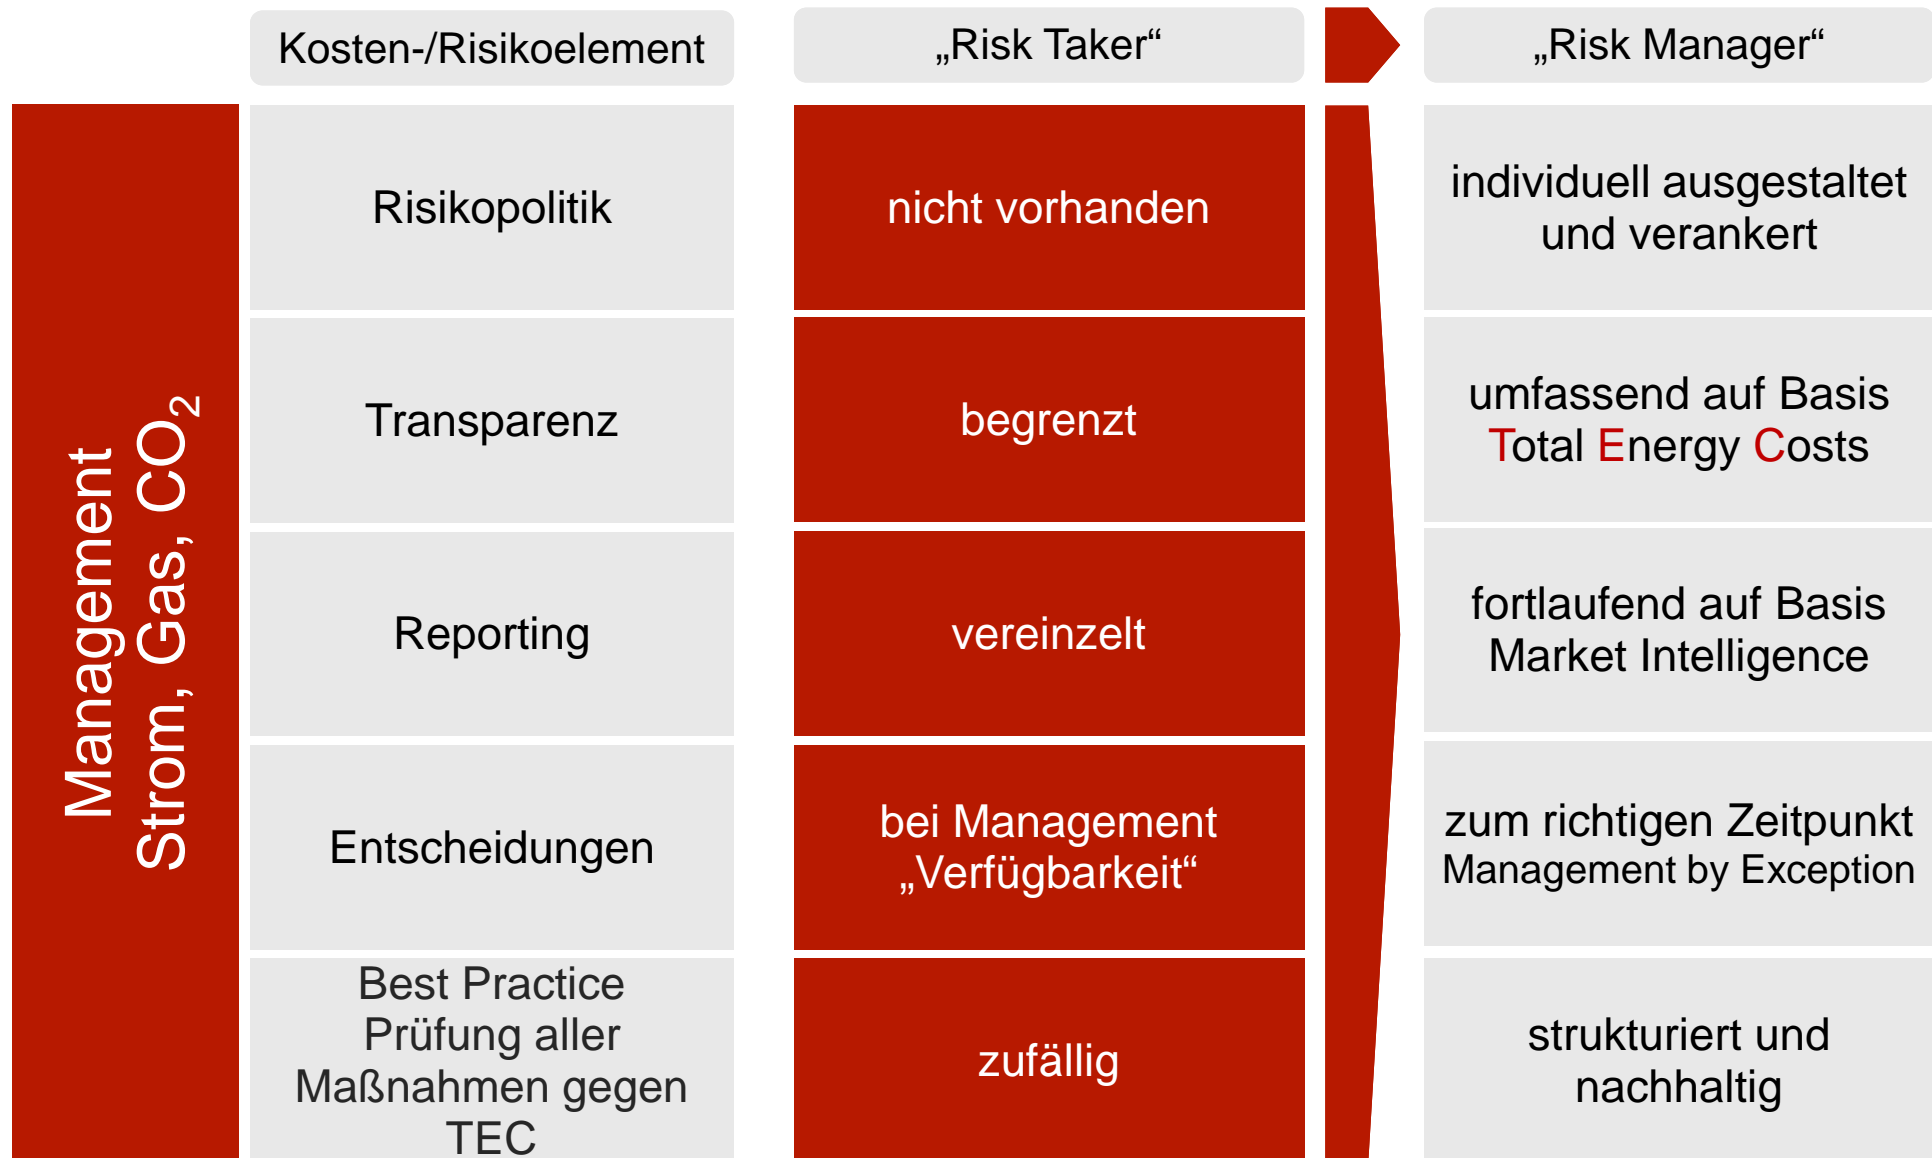 Kosten-/Risikoelement
„Risk Taker“
„Risk Manager“
Management
Strom, Gas, CO₂
Risikopolitik
nicht vorhanden
individuell ausgestaltet
und verankert
Transparenz
begrenzt
umfassend auf Basis
Total Energy Costs
Reporting
vereinzelt
fortlaufend auf Basis
Market Intelligence
Entscheidungen
bei Management
„Verfügbarkeit“
zum richtigen Zeitpunkt
Management by Exception
Best Practice
Prüfung aller
Maßnahmen gegen
TEC
zufällig
strukturiert und
nachhaltig